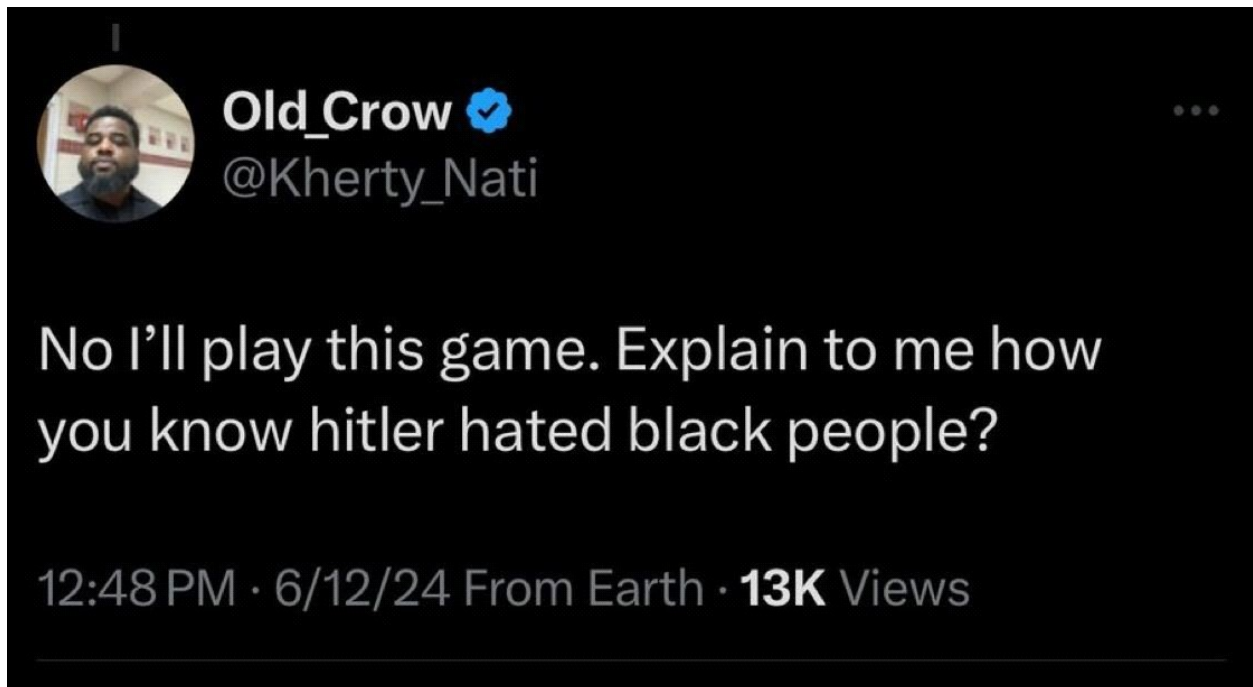 Old_Crow
@Kherty_Nati
No I’ll play this game. Explain to me how
you know hitler hated black people?
12:48 PM · 6/12/24 From Earth · 13K Views